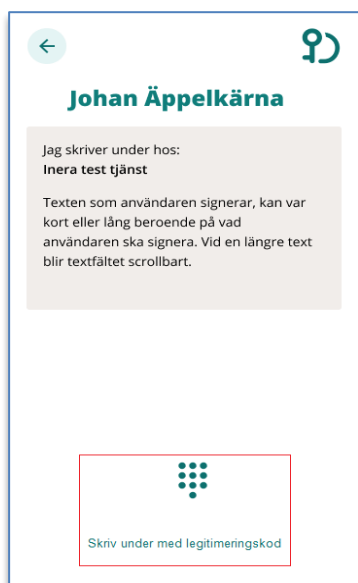 Johan Äppelkärna
Jag skriver under hos:
Inera test tjänst
Texten som användaren signerar, kan var
kort eller lång beroende på vad
användaren ska signera. Vid en längre text
blir textfältet scrollbart.
Skriv under med legitimeringskod